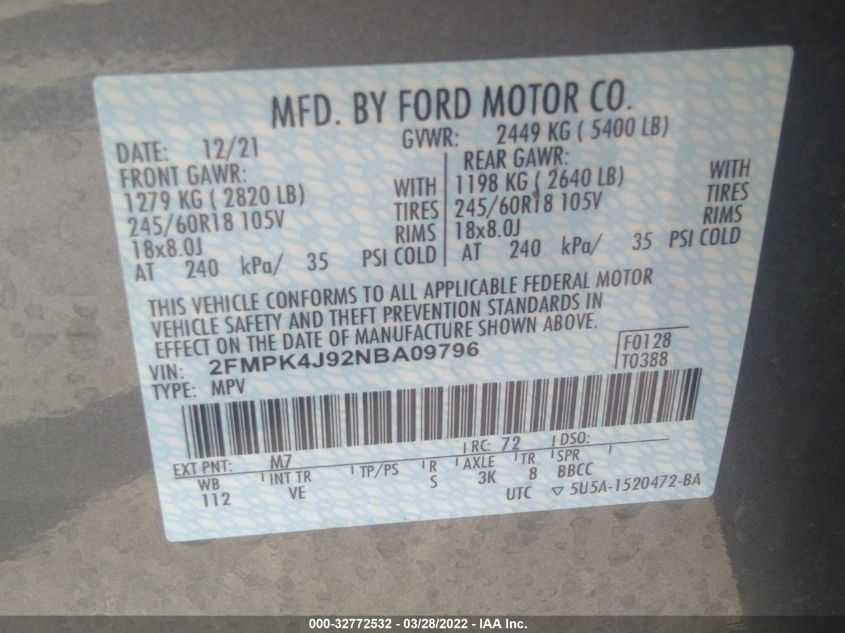 MFD. BY FORD MOTOR CO.
DATE: 12/21 GVWR: 2449 KG ( 5400 LB)
FRONT GAWR: REAR GAWR:
1279 KG ( 2820 LB) WITH 1198 KG ( 2640 LB) WITH
245/60R18 105V TIRES 245/60R18 105V TIRES
18x8.0J RIMS 18x8.0J RIMS
AT 240 kPa/ 35 PSI COLD AT 240 kPa/ 35 PSI COLD
THIS VEHICLE CONFORMS TO ALL APPLICABLE FEDERAL MOTOR
VEHICLE SAFETY AND THEFT PREVENTION STANDARDS IN
EFFECT ON THE DATE OF MANUFACTURE SHOWN ABOVE.
VIN: 2FMPK4J92NBA09796 F0128
TYPE: MPV T0388
EXT PNT: M7 RC: 72 DSO:
WB INT TR TP/PS R AXLE TR SPR
112 VE S 3K 8 BBCC
UTC ▽ 5U5A-1520472-BA
000-32772532 - 03/28/2022 - IAA Inc.